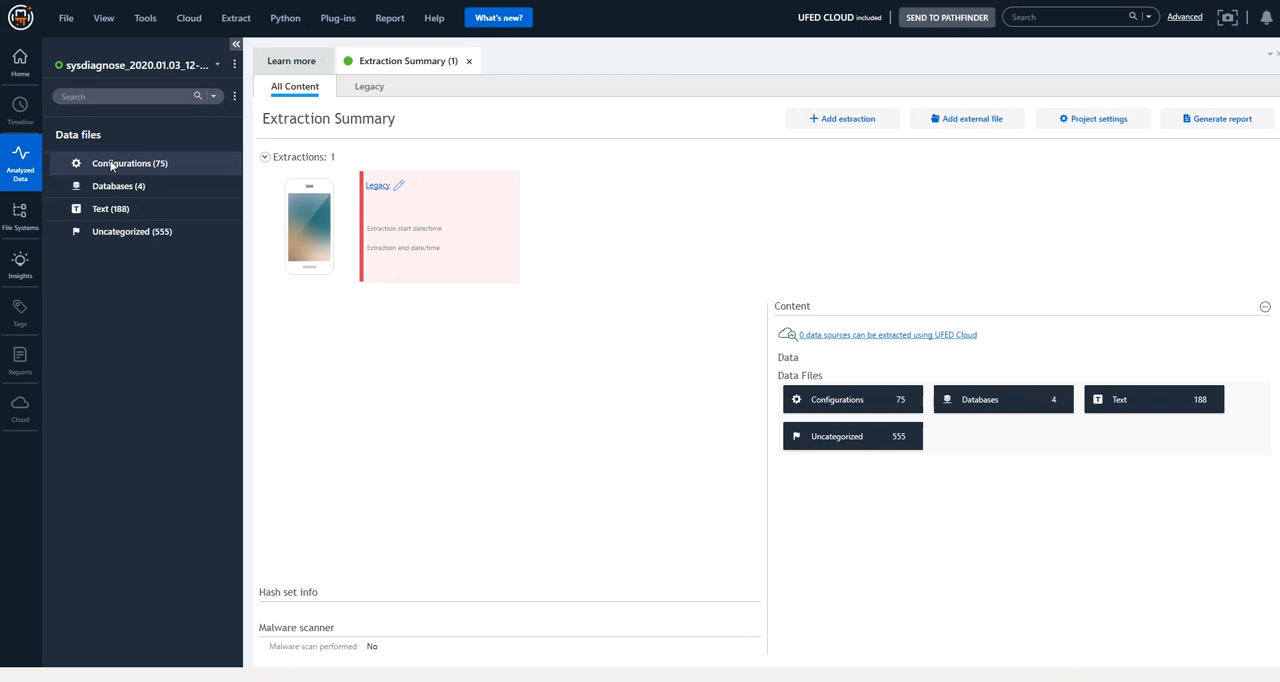 File View Tools Cloud Extract Python Plug-ins Report Help What's new? UFED CLOUD included SEND TO PATHFINDER Search Advanced
Home
Timeline
Analyzed
Data
File Systems
Insights
Tags
Reports
Cloud
sysdiagnose_2020.01.03_12-...
Search
Data files
Configurations (75)
Databases (4)
Text (188)
Uncategorized (555)
Learn more Extraction Summary (1)
All Content Legacy
Extraction Summary
Add extraction Add external file Project settings Generate report
Extractions: 1
Legacy
Extraction start date/time
Extraction end date/time
Content
0 data sources can be extracted using UFED Cloud
Data
Data Files
Configurations 75 Databases 4 Text 188
Uncategorized 555
Hash set info
Malware scanner
Malware scan performed No